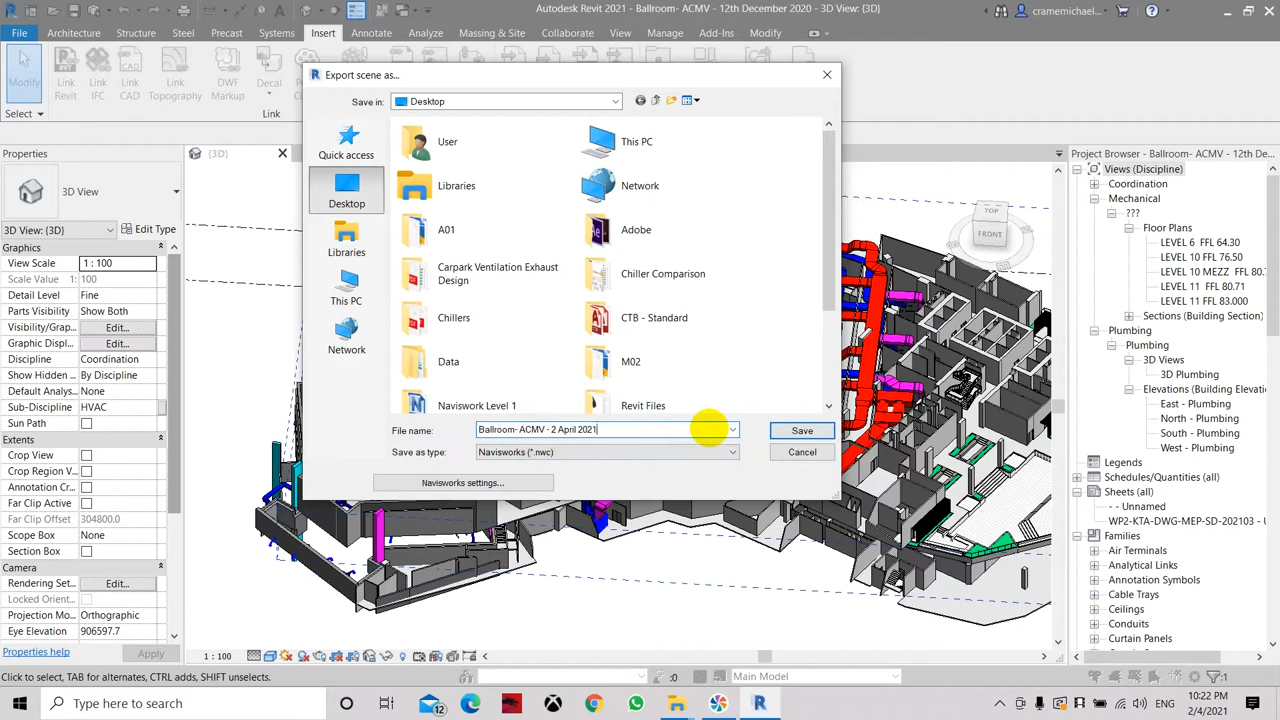 Autodesk Revit 2021 - Ballroom- ACMV - 12th December 2020 - 3D View: {3D}
cramemichael...
File
Architecture
Structure
Steel
Precast
Systems
Insert
Annotate
Analyze
Massing & Site
Collaborate
View
Manage
Add-Ins
Modify
Modify
Link Revit
Link IFC
Link CAD
Link Topography
DWF Markup
Decal
Select
Link
Export scene as...
Save in:
Desktop
Quick access
Desktop
Libraries
This PC
Network
User
This PC
Libraries
Network
A01
Adobe
Carpark Ventilation Exhaust Design
Chiller Comparison
Chillers
CTB - Standard
Data
M02
Naviswork Level 1
Revit Files
File name:
Ballroom- ACMV - 2 April 2021
Save
Save as type:
Navisworks (*.nwc)
Cancel
Navisworks settings...
Properties
{3D}
3D View
3D View: {3D}
Edit Type
Graphics
View Scale 1 : 100
Scale Value 1: 100
Detail Level Fine
Parts Visibility Show Both
Visibility/Grap... Edit...
Graphic Displ... Edit...
Discipline Coordination
Show Hidden ... By Discipline
Default Analys... None
Sub-Discipline HVAC
Sun Path
Extents
Crop View
Crop Region V...
Annotation Cr...
Far Clip Active
Far Clip Offset 304800.0
Scope Box None
Section Box
Camera
Rendering Set... Edit...
Locked Orient...
Projection Mo... Orthographic
Eye Elevation 906597.7
Properties help
Apply
TOP
FRONT
Project Browser - Ballroom- ACMV - 12th De...
Views (Discipline)
Coordination
Mechanical
???
Floor Plans
LEVEL 6 FFL 64.30
LEVEL 10 FFL 76.50
LEVEL 10 MEZZ FFL 80.
LEVEL 11 FFL 80.71
LEVEL 11 FFL 83.000
Sections (Building Section)
Plumbing
Plumbing
3D Views
3D Plumbing
Elevations (Building Elevatio
East - Plumbing
North - Plumbing
South - Plumbing
West - Plumbing
Legends
Schedules/Quantities (all)
Sheets (all)
- - Unnamed
WP2-KTA-DWG-MEP-SD-202103 - Un
Families
Air Terminals
Analytical Links
Annotation Symbols
Cable Trays
Ceilings
Conduits
Curtain Panels
1 : 100
Click to select, TAB for alternates, CTRL adds, SHIFT unselects.
:0
Main Model
:1
Type here to search
12
ENG
10:22 PM
2/4/2021